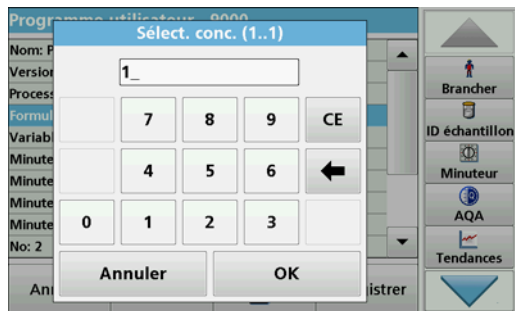 Programme utilisateur 9000
Sélect. conc. (1..1)
1_
Nom: P
Version
Process
Formul
Variabl
Minute
Minute
Minute
Minute
No: 2
7 8 9 CE
4 5 6
0 1 2 3
Annuler OK
An
istrer
Brancher
ID échantillon
Minuteur
AQA
Tendances